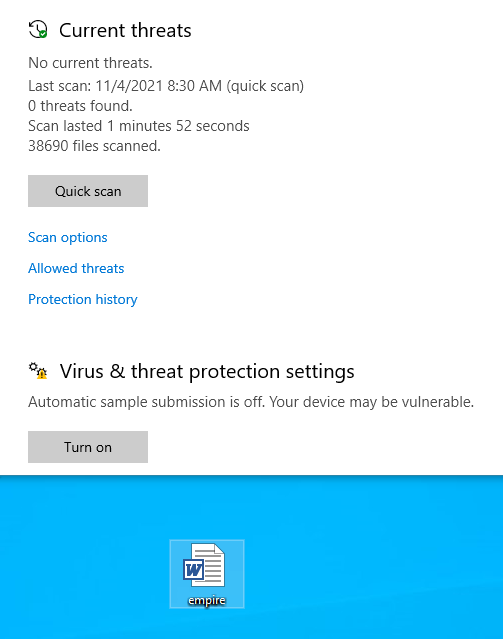 Current threats
No current threats.
Last scan: 11/4/2021 8:30 AM (quick scan)
0 threats found.
Scan lasted 1 minutes 52 seconds
38690 files scanned.
Quick scan
Scan options
Allowed threats
Protection history
Virus & threat protection settings
Automatic sample submission is off. Your device may be vulnerable.
Turn on
W
empire